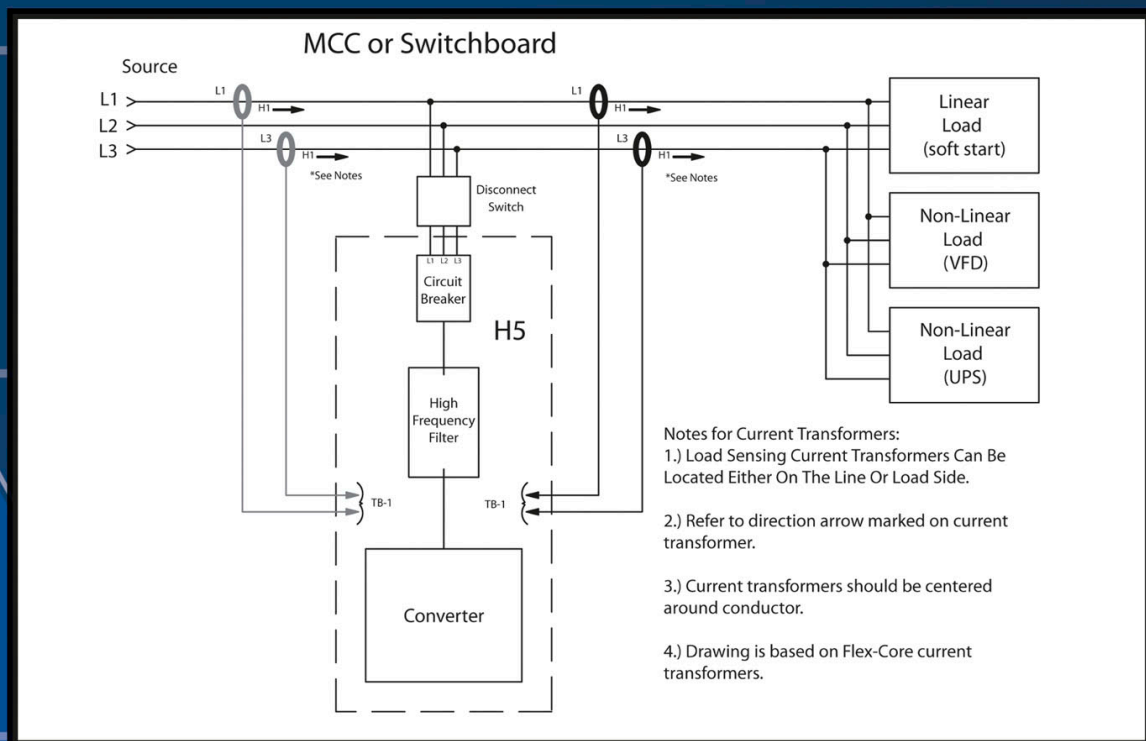 MCC or Switchboard
Source
L1
L2
L3
L1
H1
L3
H1
*See Notes
L1
H1
L3
H1
*See Notes
Disconnect
Switch
L1 L2 L3
Circuit
Breaker
H5
High
Frequency
Filter
TB-1
TB-1
Converter
Linear
Load
(soft start)
Non-Linear
Load
(VFD)
Non-Linear
Load
(UPS)
Notes for Current Transformers:
1.) Load Sensing Current Transformers Can Be
Located Either On The Line Or Load Side.
2.) Refer to direction arrow marked on current
transformer.
3.) Current transformers should be centered
around conductor.
4.) Drawing is based on Flex-Core current
transformers.